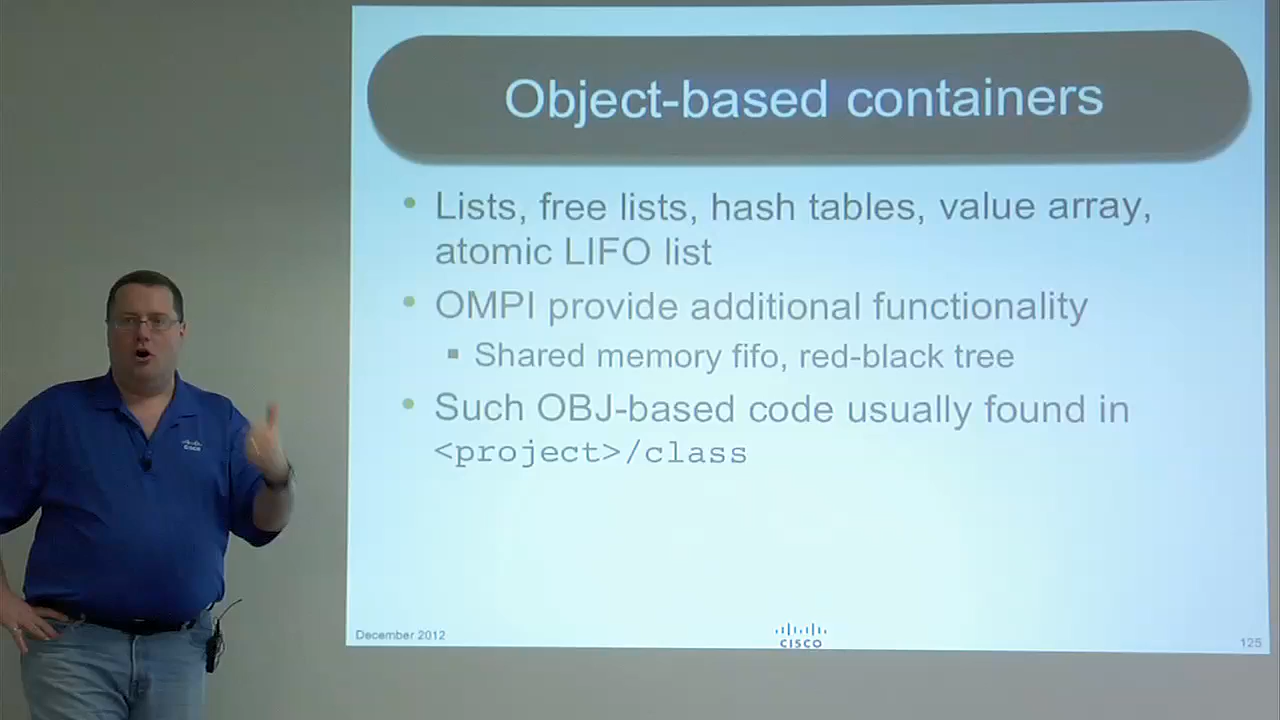 Object-based containers
Lists, free lists, hash tables, value array,
atomic LIFO list
OMPI provide additional functionality
Shared memory fifo, red-black tree
Such OBJ-based code usually found in
<project>/class
December 2012
CISCO
125
CISCO